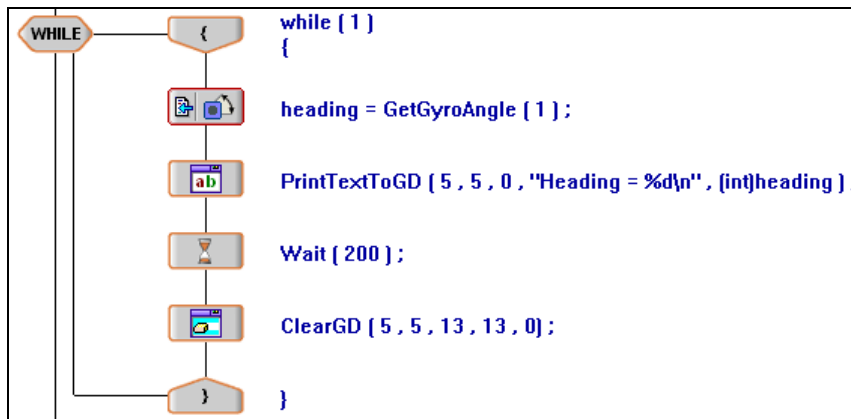 WHILE
{
while ( 1 )
{
heading = GetGyroAngle ( 1 ) ;
ab
PrintTextToGD ( 5 , 5 , 0 , "Heading = %d\n" , (int)heading ) ;
Wait ( 200 ) ;
ClearGD ( 5 , 5 , 13 , 13 , 0) ;
}
}